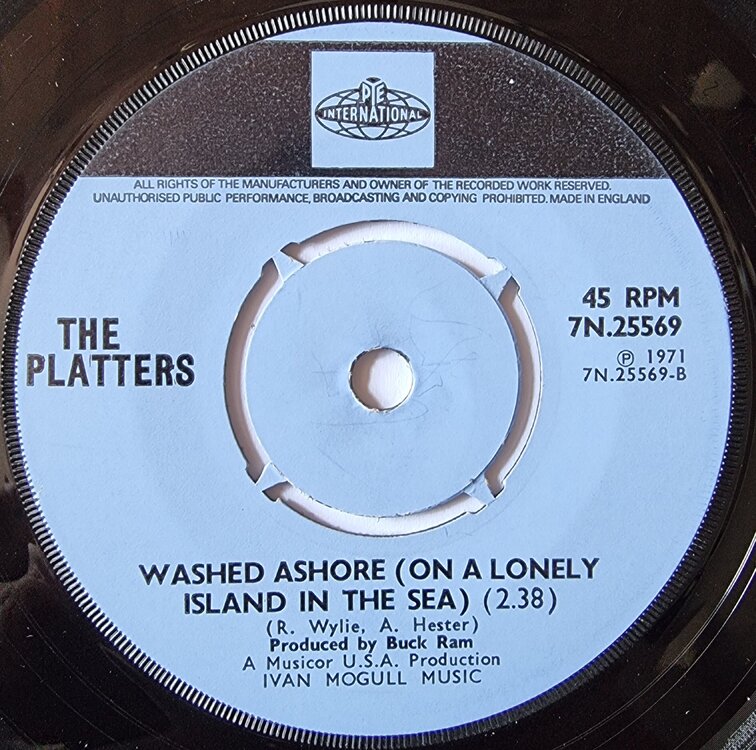 PYE
INTERNATIONAL
ALL RIGHTS OF THE MANUFACTURERS AND OWNER OF THE RECORDED WORK RESERVED.
UNAUTHORISED PUBLIC PERFORMANCE, BROADCASTING AND COPYING PROHIBITED. MADE IN ENGLAND
THE
PLATTERS
45 RPM
7N.25569
Ⓟ 1971
7N.25569-B
WASHED ASHORE (ON A LONELY
ISLAND IN THE SEA) (2.38)
(R. Wylie, A. Hester)
Produced by Buck Ram
A Musicor U.S.A. Production
IVAN MOGULL MUSIC